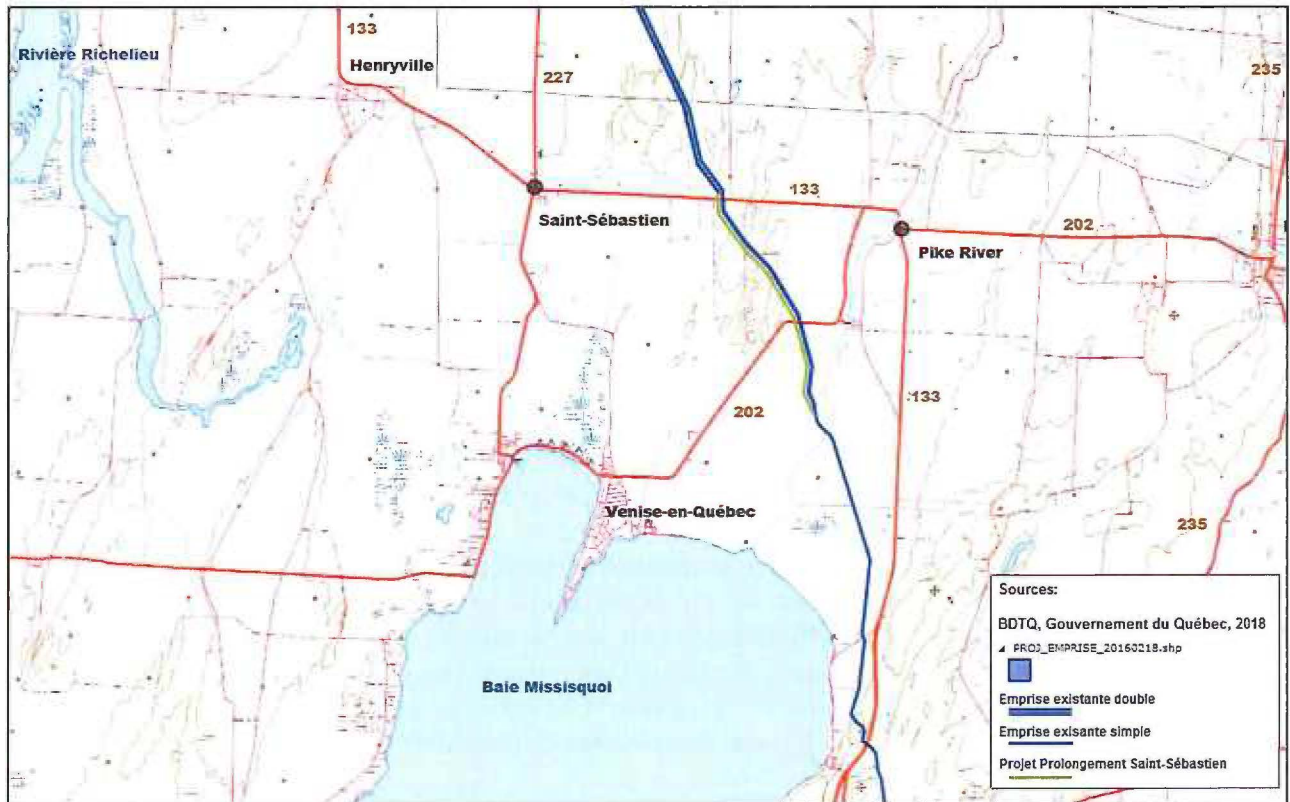 133
Rivière Richelieu
Henryville
227
235
133
Saint-Sébastien
202
Pike River
133
202
Venise-en-Québec
235
Baie Missisquoi
Sources:
BDTQ, Gouvernement du Québec, 2018
PROJ_EMPRISE_20160218.shp
Emprise existante double
Emprise exisante simple
Projet Prolongement Saint-Sébastien